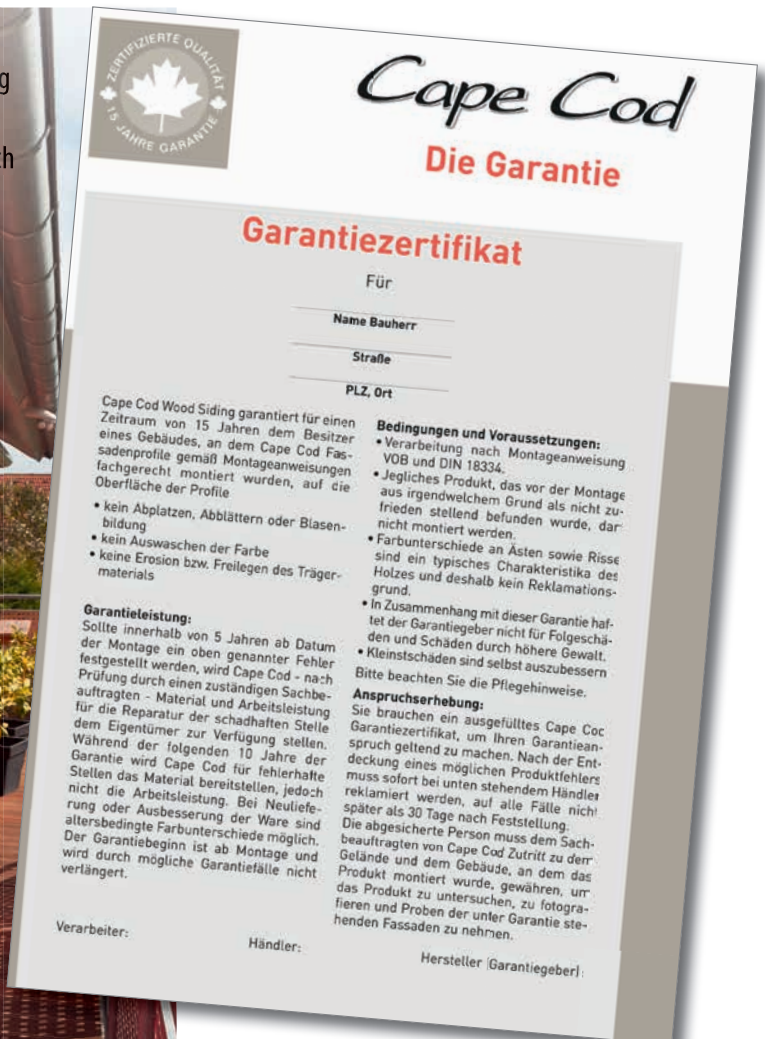 ZERTIFIZIERTE QUALITÄT
15 JAHRE GARANTIE
Cape Cod
Die Garantie
Garantiezertifikat
Für
Name Bauherr
Straße
PLZ, Ort
Cape Cod Wood Siding garantiert für einen
Zeitraum von 15 Jahren dem Besitzer
eines Gebäudes, an dem Cape Cod Fas-
sadenprofile gemäß Montageanweisungen
fachgerecht montiert wurden, auf die
Oberfläche der Profile
• kein Abplatzen, Abblättern oder Blasen-
bildung
• kein Auswaschen der Farbe
• keine Erosion bzw. Freilegen des Träger-
materials
Garantieleistung:
Sollte innerhalb von 5 Jahren ab Datum
der Montage ein oben genannter Fehler
festgestellt werden, wird Cape Cod - nach
Prüfung durch einen zuständigen Sachbe-
auftragten - Material und Arbeitsleistung
für die Reparatur der schadhaften Stelle
dem Eigentümer zur Verfügung stellen.
Während der folgenden 10 Jahre der
Garantie wird Cape Cod für fehlerhafte
Stellen das Material bereitstellen, jedoch
nicht die Arbeitsleistung. Bei Neuliefe-
rung oder Ausbesserung der Ware sind
altersbedingte Farbunterschiede möglich.
Der Garantiebeginn ist ab Montage und
wird durch mögliche Garantiefälle nicht
verlängert.
Bedingungen und Voraussetzungen:
• Verarbeitung nach Montageanweisung
VOB und DIN 18334.
• Jegliches Produkt, das vor der Montage
aus irgendwelchem Grund als nicht zu-
frieden stellend befunden wurde, dar
nicht montiert werden.
• Farbunterschiede an Ästen sowie Risse
sind ein typisches Charakteristika des
Holzes und deshalb kein Reklamations-
grund.
• In Zusammenhang mit dieser Garantie haf-
tet der Garantiegeber nicht für Folgeschä-
den und Schäden durch höhere Gewalt.
• Kleinstschäden sind selbst auszubessern
Bitte beachten Sie die Pflegehinweise.
Anspruchserhebung:
Sie brauchen ein ausgefülltes Cape Coc
Garantiezertifikat, um Ihren Garantiean-
spruch geltend zu machen. Nach der Ent-
deckung eines möglichen Produktfehlers
muss sofort bei unten stehendem Händler
reklamiert werden, auf alle Fälle nicht
später als 30 Tage nach Feststellung.
Die abgesicherte Person muss dem Sach-
beauftragten von Cape Cod Zutritt zu dem
Gelände und dem Gebäude, an dem das
Produkt montiert wurde, gewähren, um
das Produkt zu untersuchen, zu fotogra-
fieren und Proben der unter Garantie ste-
henden Fassaden zu nehmen.
Verarbeiter:
Händler:
Hersteller (Garantiegeber):